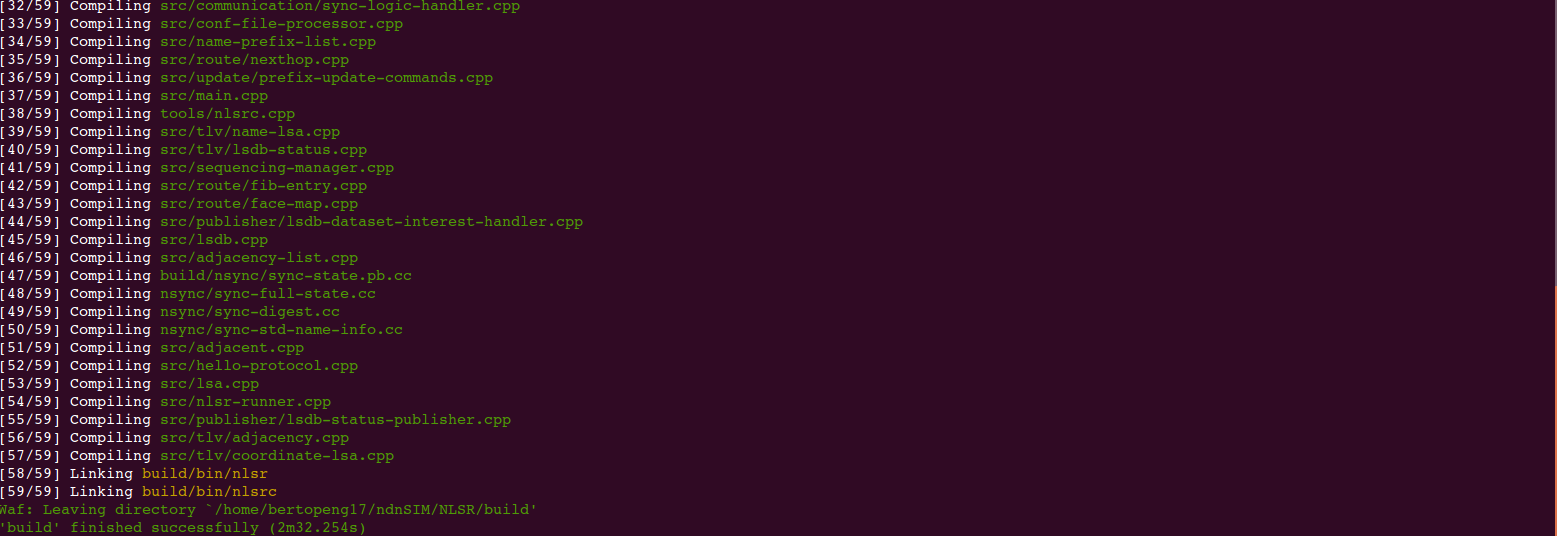 [32/59] Compiling src/communication/sync-logic-handler.cpp
[33/59] Compiling src/conf-file-processor.cpp
[34/59] Compiling src/name-prefix-list.cpp
[35/59] Compiling src/route/nexthop.cpp
[36/59] Compiling src/update/prefix-update-commands.cpp
[37/59] Compiling src/main.cpp
[38/59] Compiling tools/nlsrc.cpp
[39/59] Compiling src/tlv/name-lsa.cpp
[40/59] Compiling src/tlv/lsdb-status.cpp
[41/59] Compiling src/sequencing-manager.cpp
[42/59] Compiling src/route/fib-entry.cpp
[43/59] Compiling src/route/face-map.cpp
[44/59] Compiling src/publisher/lsdb-dataset-interest-handler.cpp
[45/59] Compiling src/lsdb.cpp
[46/59] Compiling src/adjacency-list.cpp
[47/59] Compiling build/nsync/sync-state.pb.cc
[48/59] Compiling nsync/sync-full-state.cc
[49/59] Compiling nsync/sync-digest.cc
[50/59] Compiling nsync/sync-std-name-info.cc
[51/59] Compiling src/adjacent.cpp
[52/59] Compiling src/hello-protocol.cpp
[53/59] Compiling src/lsa.cpp
[54/59] Compiling src/nlsr-runner.cpp
[55/59] Compiling src/publisher/lsdb-status-publisher.cpp
[56/59] Compiling src/tlv/adjacency.cpp
[57/59] Compiling src/tlv/coordinate-lsa.cpp
[58/59] Linking build/bin/nlsr
[59/59] Linking build/bin/nlsrc
Waf: Leaving directory `/home/bertopeng17/ndnSIM/NLSR/build'
'build' finished successfully (2m32.254s)